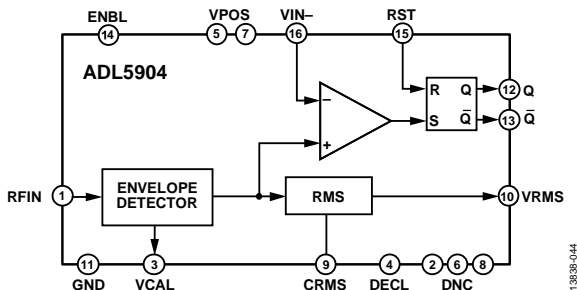 ENBL VPOS VIN– RST
14 5 7 16 15
ADL5904
R Q 12 Q
S Q̅ 13 Q̅
–
+
RFIN 1 ENVELOPE DETECTOR RMS 10 VRMS
11 3 9 4 2 6 8
GND VCAL CRMS DECL DNC
13838-044